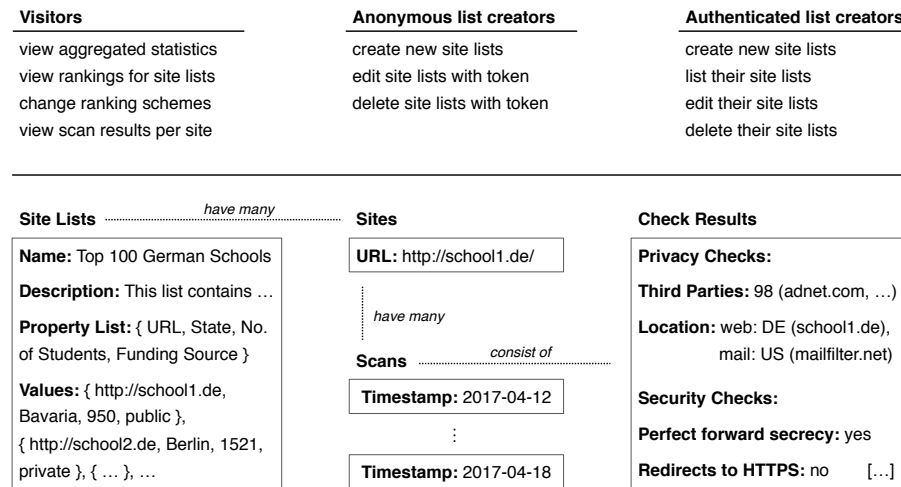 Visitors
view aggregated statistics
view rankings for site lists
change ranking schemes
view scan results per site
Anonymous list creators
create new site lists
edit site lists with token
delete site lists with token
Authenticated list creators
create new site lists
list their site lists
edit their site lists
delete their site lists
Site Lists
have many
Name: Top 100 German Schools
Description: This list contains …
Property List: { URL, State, No.
of Students, Funding Source }
Values: { http://school1.de,
Bavaria, 950, public },
{ http://school2.de, Berlin, 1521,
private }, { … }, …
Sites
URL: http://school1.de/
have many
Scans
consist of
Timestamp: 2017-04-12
⋮
Timestamp: 2017-04-18
Check Results
Privacy Checks:
Third Parties: 98 (adnet.com, …)
Location: web: DE (school1.de),
mail: US (mailfilter.net)
Security Checks:
Perfect forward secrecy: yes
Redirects to HTTPS: no […]